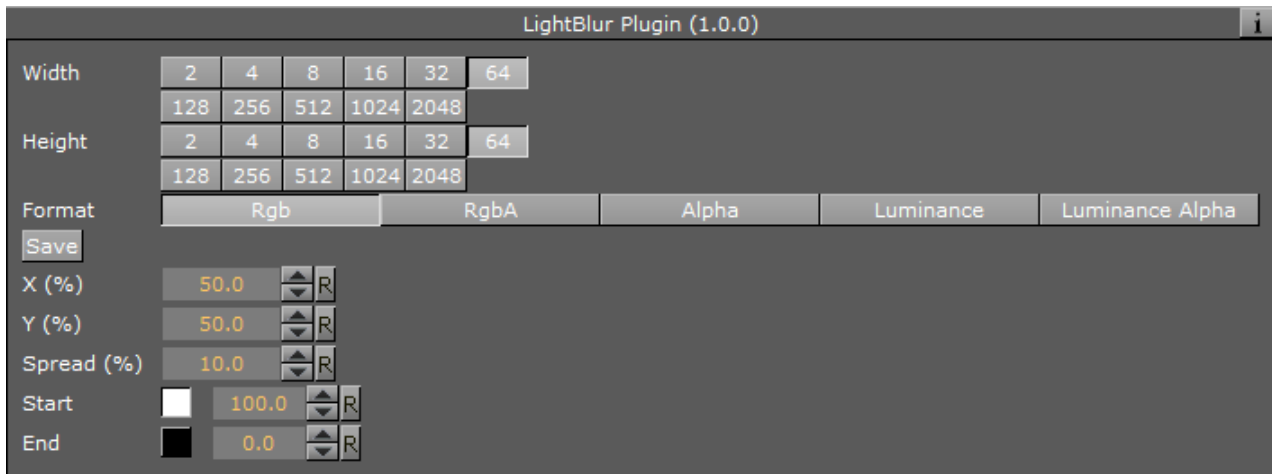 LightBlur Plugin (1.0.0) i
Width 2 4 8 16 32 64
128 256 512 1024 2048
Height 2 4 8 16 32 64
128 256 512 1024 2048
Format Rgb RgbA Alpha Luminance Luminance Alpha
Save
X (%) 50.0 R
Y (%) 50.0 R
Spread (%) 10.0 R
Start 100.0 R
End 0.0 R